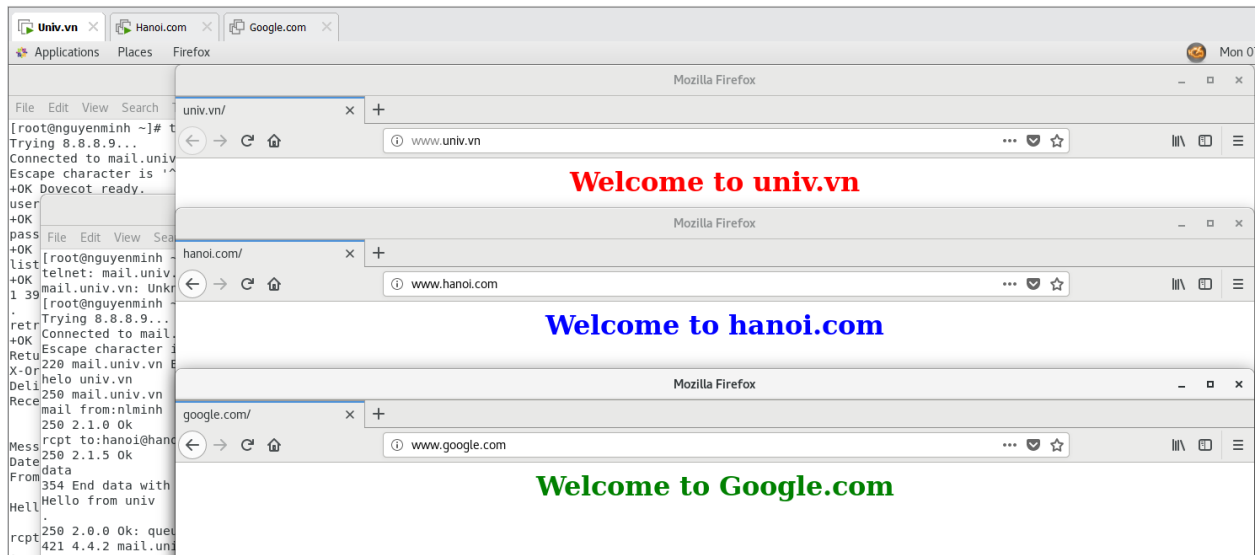 Univ.vn Hanoi.com Google.com
Applications Places Firefox Mon
Mozilla Firefox
File Edit View Search
univ.vn/
www.univ.vn
Welcome to univ.vn
[root@nguyenminh ~]# t
Trying 8.8.8.9...
Connected to mail.univ
Escape character is '^
+OK Dovecot ready.
user
+OK
pass
+OK
list
+OK
1 39
.
retr
+OK
Retu
X-Or
Deli
Rece
Mess
Date
From
Hell
rcpt
File Edit View Sea
[root@nguyenminh ~
telnet: mail.univ.
mail.univ.vn: Unkn
[root@nguyenminh ~
Trying 8.8.8.9...
Connected to mail.
Escape character i
220 mail.univ.vn E
helo univ.vn
250 mail.univ.vn
mail from:nlminh
250 2.1.0 Ok
rcpt to:hanoi@hano
250 2.1.5 Ok
data
354 End data with
Hello from univ
.
250 2.0.0 Ok: queu
421 4.4.2 mail.uni
Mozilla Firefox
hanoi.com/
www.hanoi.com
Welcome to hanoi.com
Mozilla Firefox
google.com/
www.google.com
Welcome to Google.com